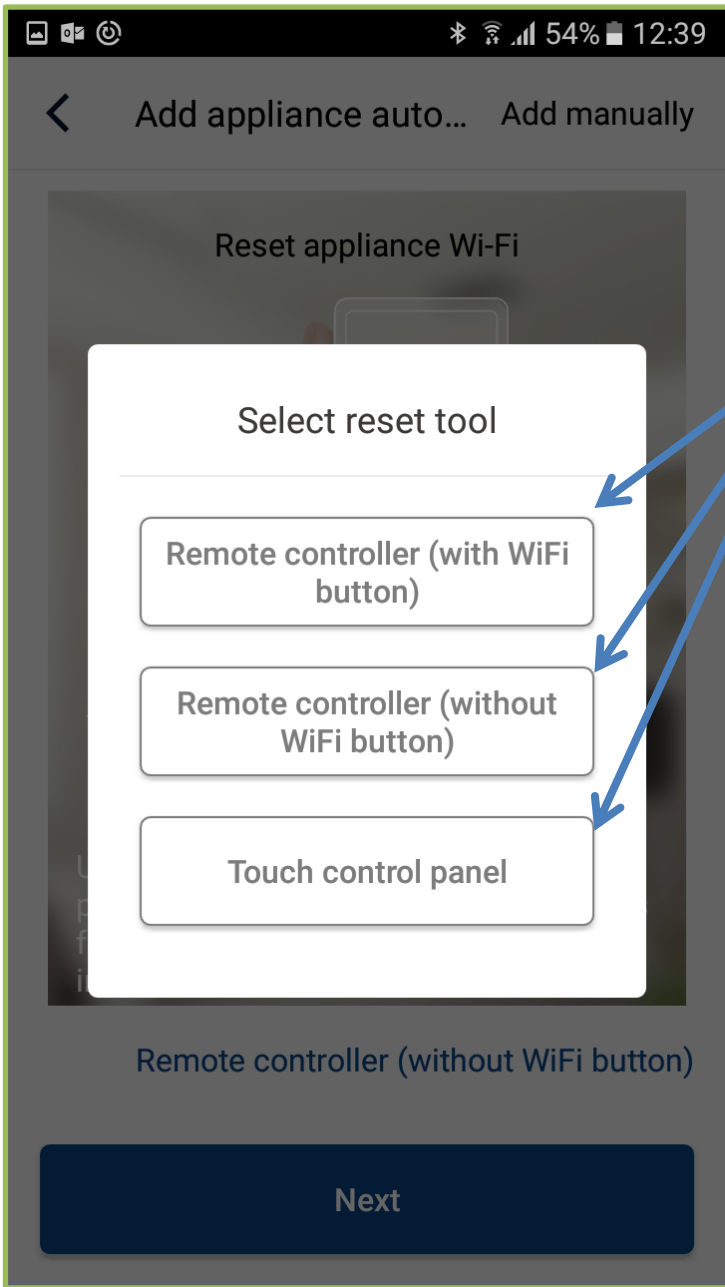 54% 12:39
Add appliance auto... Add manually
Reset appliance Wi-Fi
Select reset tool
Remote controller (with WiFi
button)
Remote controller (without
WiFi button)
Touch control panel
Remote controller (without WiFi button)
Next